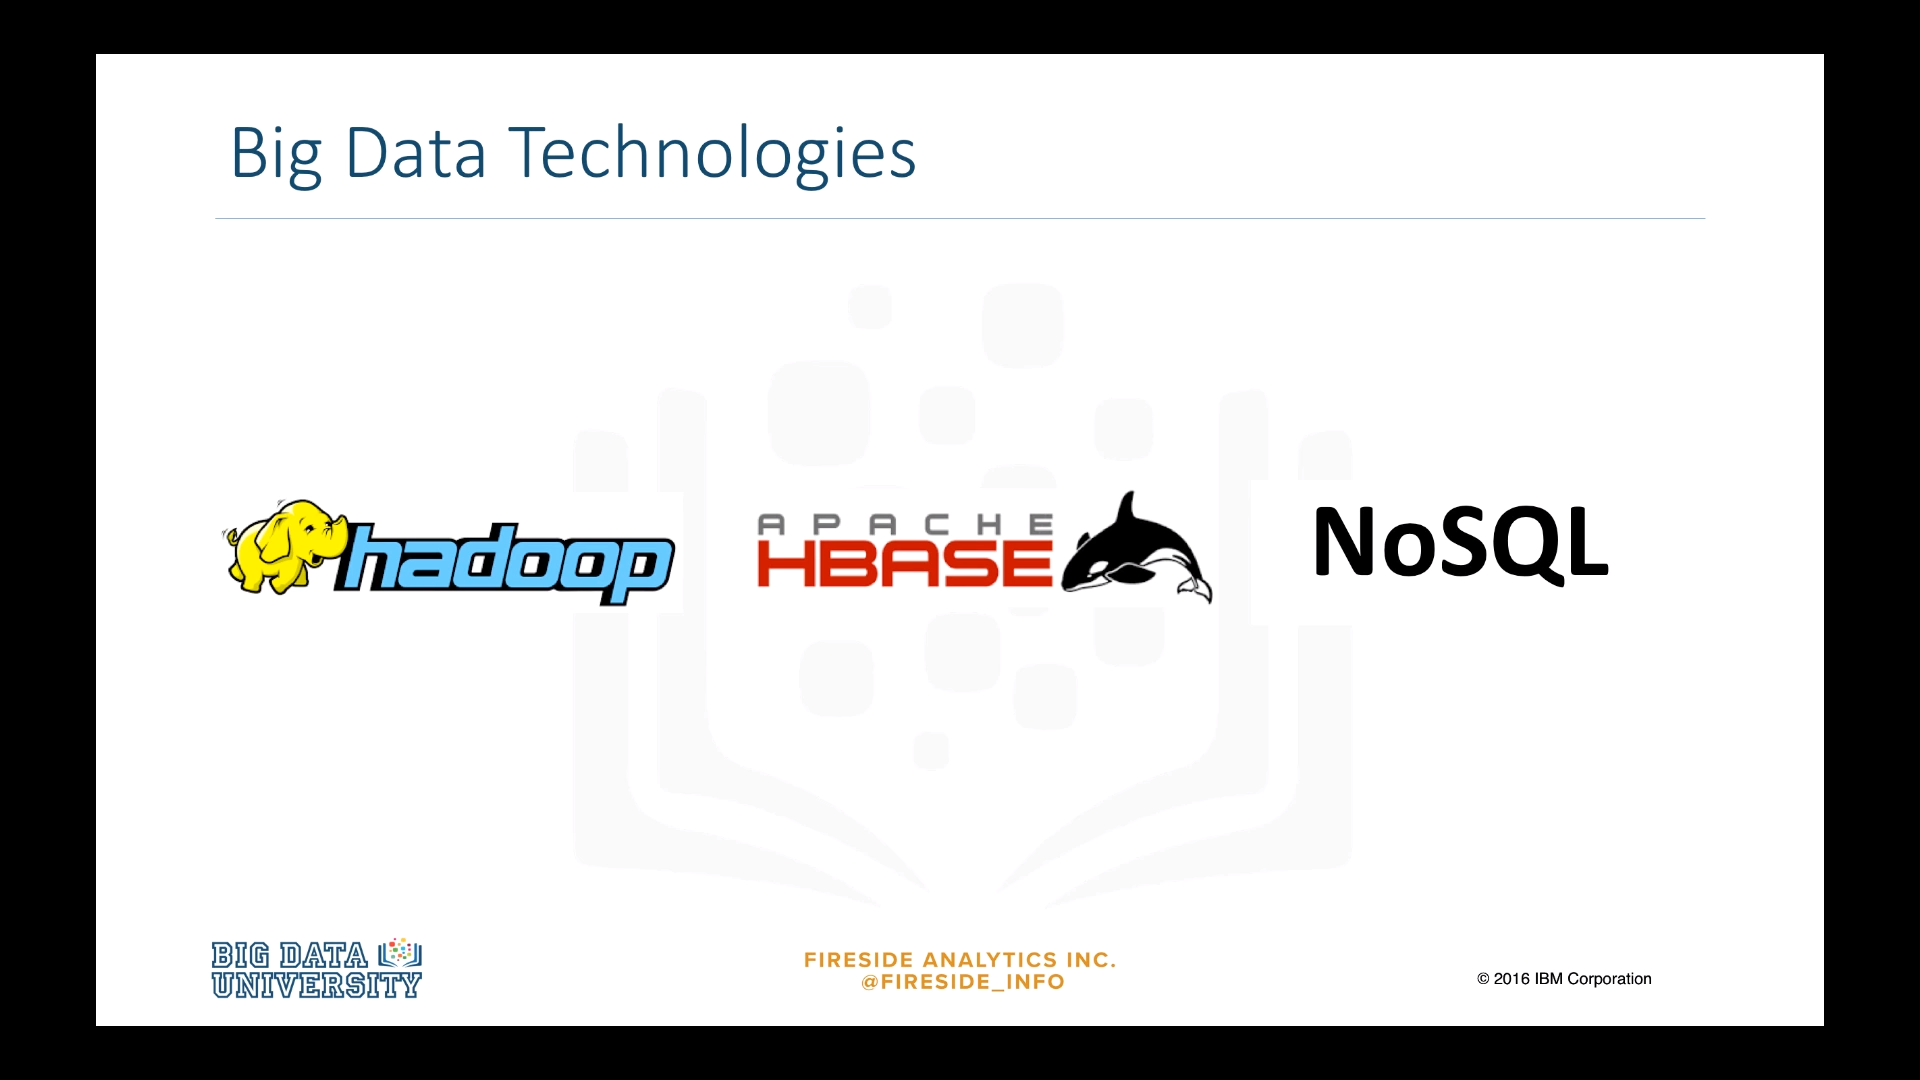 Big Data Technologies
hadoop
APACHE
HBASE
NoSQL
BIG DATA
UNIVERSITY
FIRESIDE ANALYTICS INC.
@FIRESIDE_INFO
© 2016 IBM Corporation